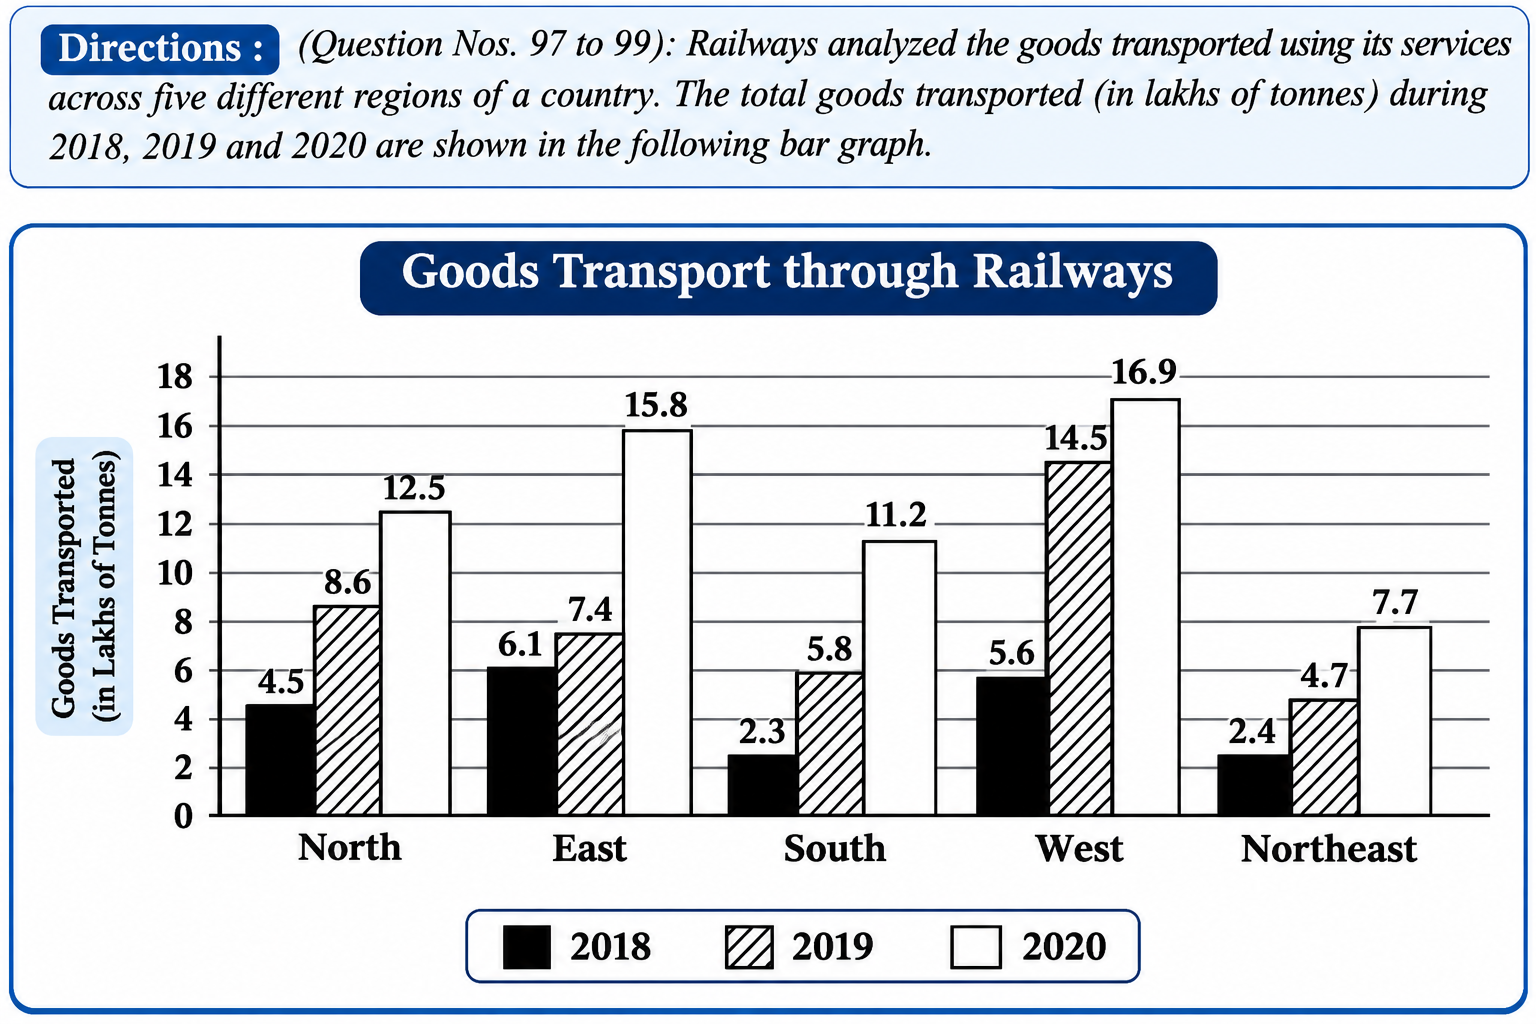 Directions : (Question Nos. 97 to 99): Railways analyzed the goods transported using its services
across five different regions of a country. The total goods transported (in lakhs of tonnes) during
2018, 2019 and 2020 are shown in the following bar graph.
Goods Transport through Railways
Goods Transported
(in Lakhs of Tonnes)
18
16
14
12
10
8
6
4
2
0
4.5
8.6
12.5
6.1
7.4
15.8
2.3
5.8
11.2
5.6
14.5
16.9
2.4
4.7
7.7
North
East
South
West
Northeast
2018
2019
2020